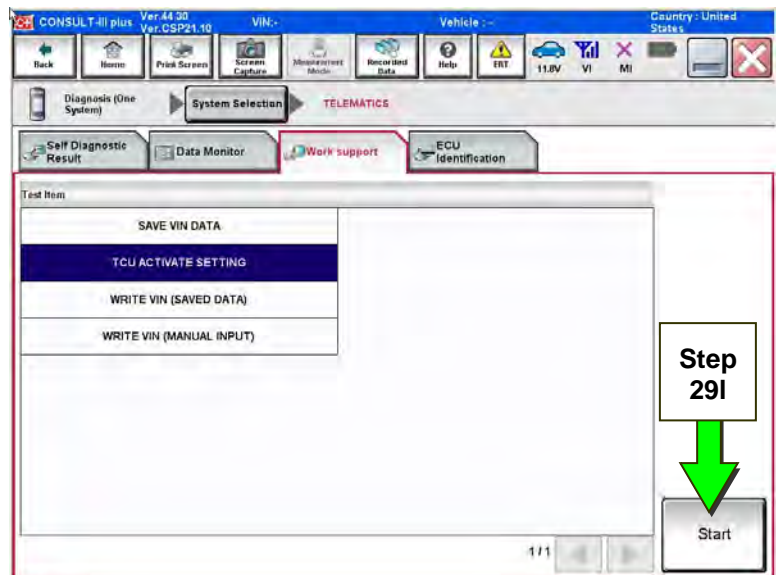 CONSULT-III plus Ver.44.30 VIN:- Vehicle : - Country : United
Ver.CSP21.10 States
Back Home Print Screen Screen Capture Measurement Mode Recorded Data Help ERT 11.8V VI MI
Diagnosis (One System) System Selection TELEMATICS
Self Diagnostic Result Data Monitor Work support ECU Identification
Test Item
SAVE VIN DATA
TCU ACTIVATE SETTING
WRITE VIN (SAVED DATA)
WRITE VIN (MANUAL INPUT)
Step
29l
Start
1/1